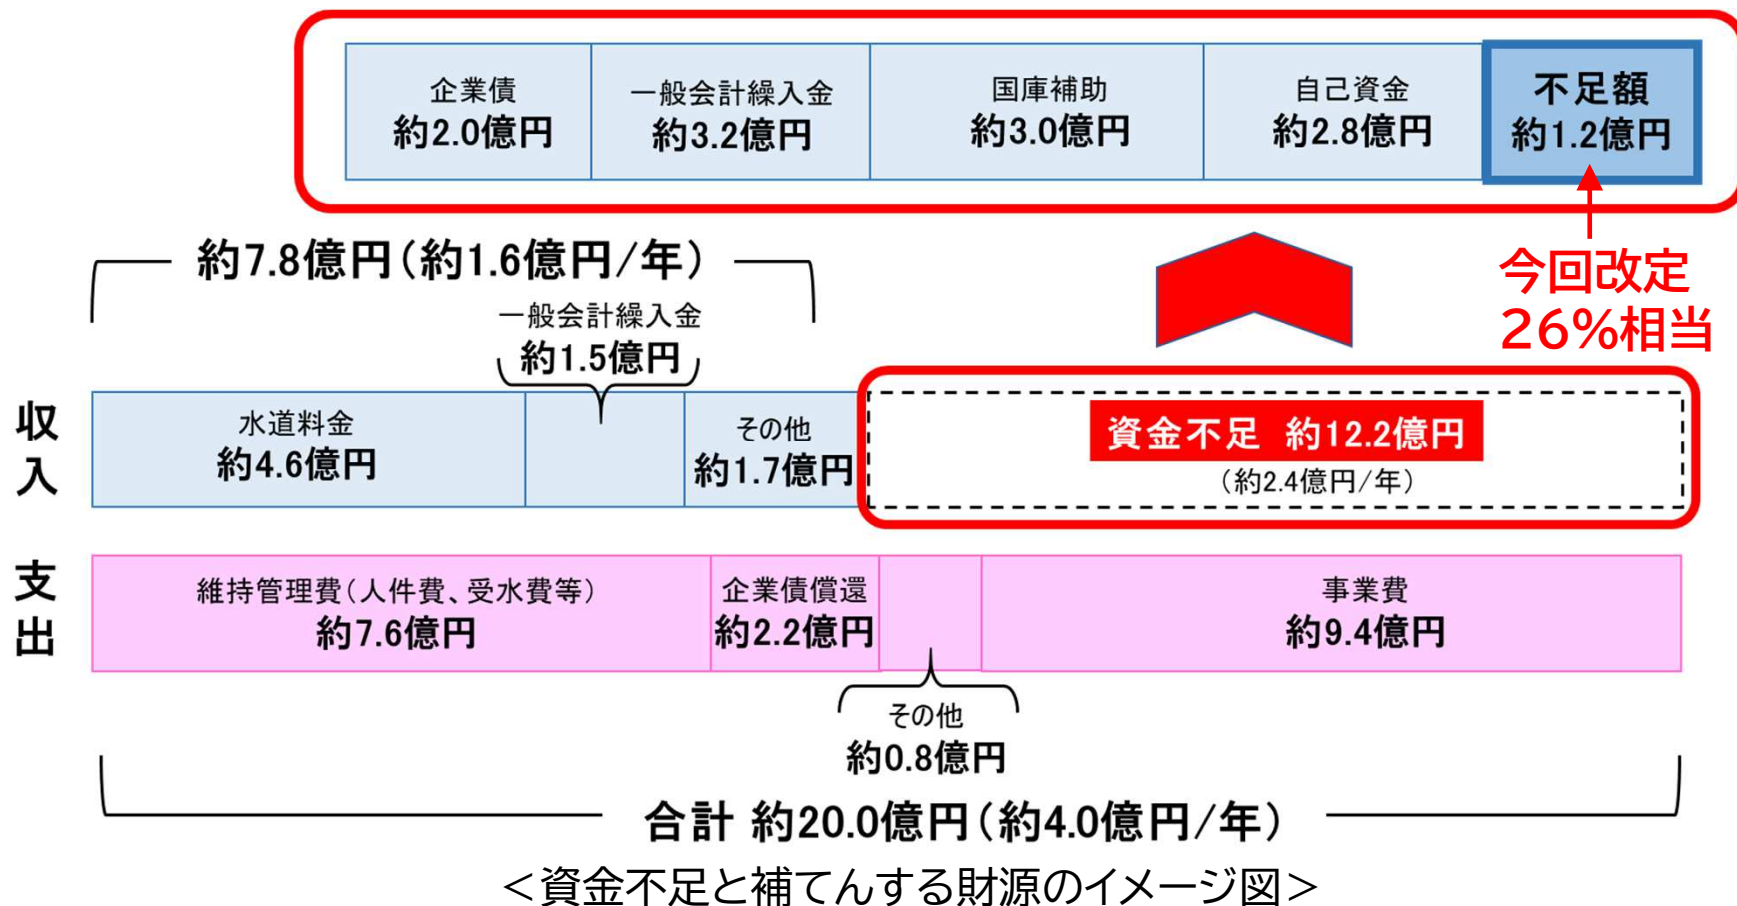 企業債
約2.0億円
一般会計繰入金
約3.2億円
国庫補助
約3.0億円
自己資金
約2.8億円
不足額
約1.2億円
今回改定
26%相当
約7.8億円(約1.6億円/年)
一般会計繰入金
約1.5億円
収入
水道料金
約4.6億円
その他
約1.7億円
資金不足 約12.2億円
(約2.4億円/年)
支出
維持管理費(人件費、受水費等)
約7.6億円
企業債償還
約2.2億円
事業費
約9.4億円
その他
約0.8億円
合計 約20.0億円(約4.0億円/年)
<資金不足と補てんする財源のイメージ図>